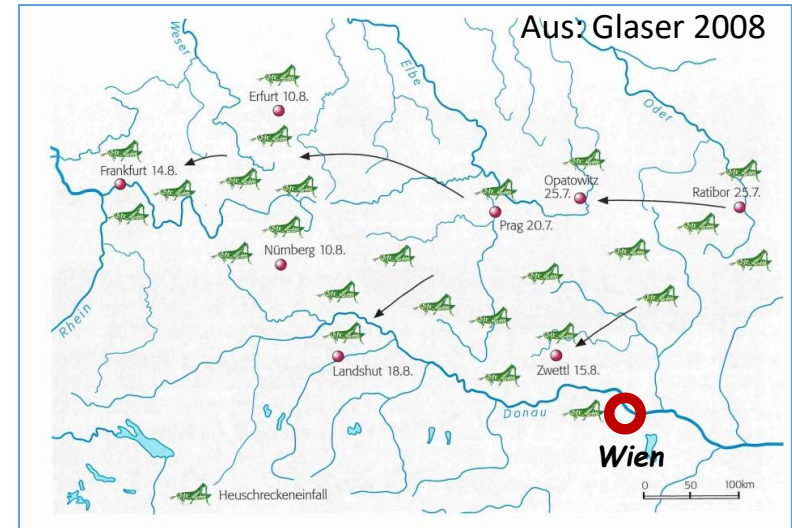 Aus: Glaser 2008
Weser
Elbe
Oder
Erfurt 10.8.
Frankfurt 14.8.
Opatowitz
25.7.
Ratibor 25.7.
Prag 20.7.
Nürnberg 10.8.
Rhein
Landshut 18.8.
Zwettl 15.8.
Donau
Wien
Heuschreckeneinfall
0 50 100km